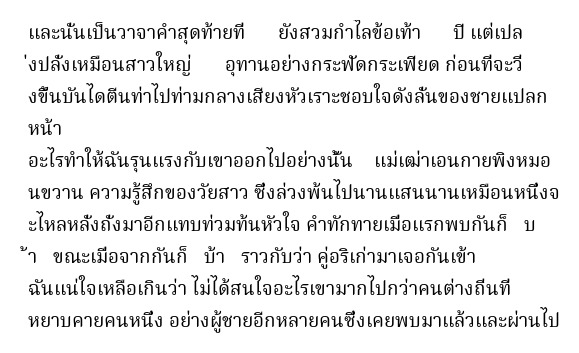 และนั่นเป็นวาจาคำสุดท้ายที่ ยังสวมกำไลข้อเท้า ปี แต่เปล
่งปลั่งเหมือนสาวใหญ่ อุทานอย่างกระฟัดกระเฟียด ก่อนที่จะวิ่
งขึ้นบันไดตีนท่าไปท่ามกลางเสียงหัวเราะชอบใจดังลั่นของชายแปลก
หน้า
อะไรทำให้ฉันรุนแรงกับเขาออกไปอย่างนั้น แม่เฒ่าเอนกายพิงหมอ
นขวาน ความรู้สึกของวัยสาว ซึ่งล่วงพ้นไปนานแสนนานเหมือนหนึ่งจ
ะไหลหลั่งถั่งมาอีกแทบท่วมท้นหัวใจ คำทักทายเมื่อแรกพบกันก็ บ
้า ขณะเมื่อจากกันก็ บ้า ราวกับว่า คู่อริเก่ามาเจอกันเข้า
ฉันแน่ใจเหลือเกินว่า ไม่ได้สนใจอะไรเขามากไปกว่าคนต่างถิ่นที่
หยาบคายคนหนึ่ง อย่างผู้ชายอีกหลายคนซึ่งเคยพบมาแล้วและผ่านไป